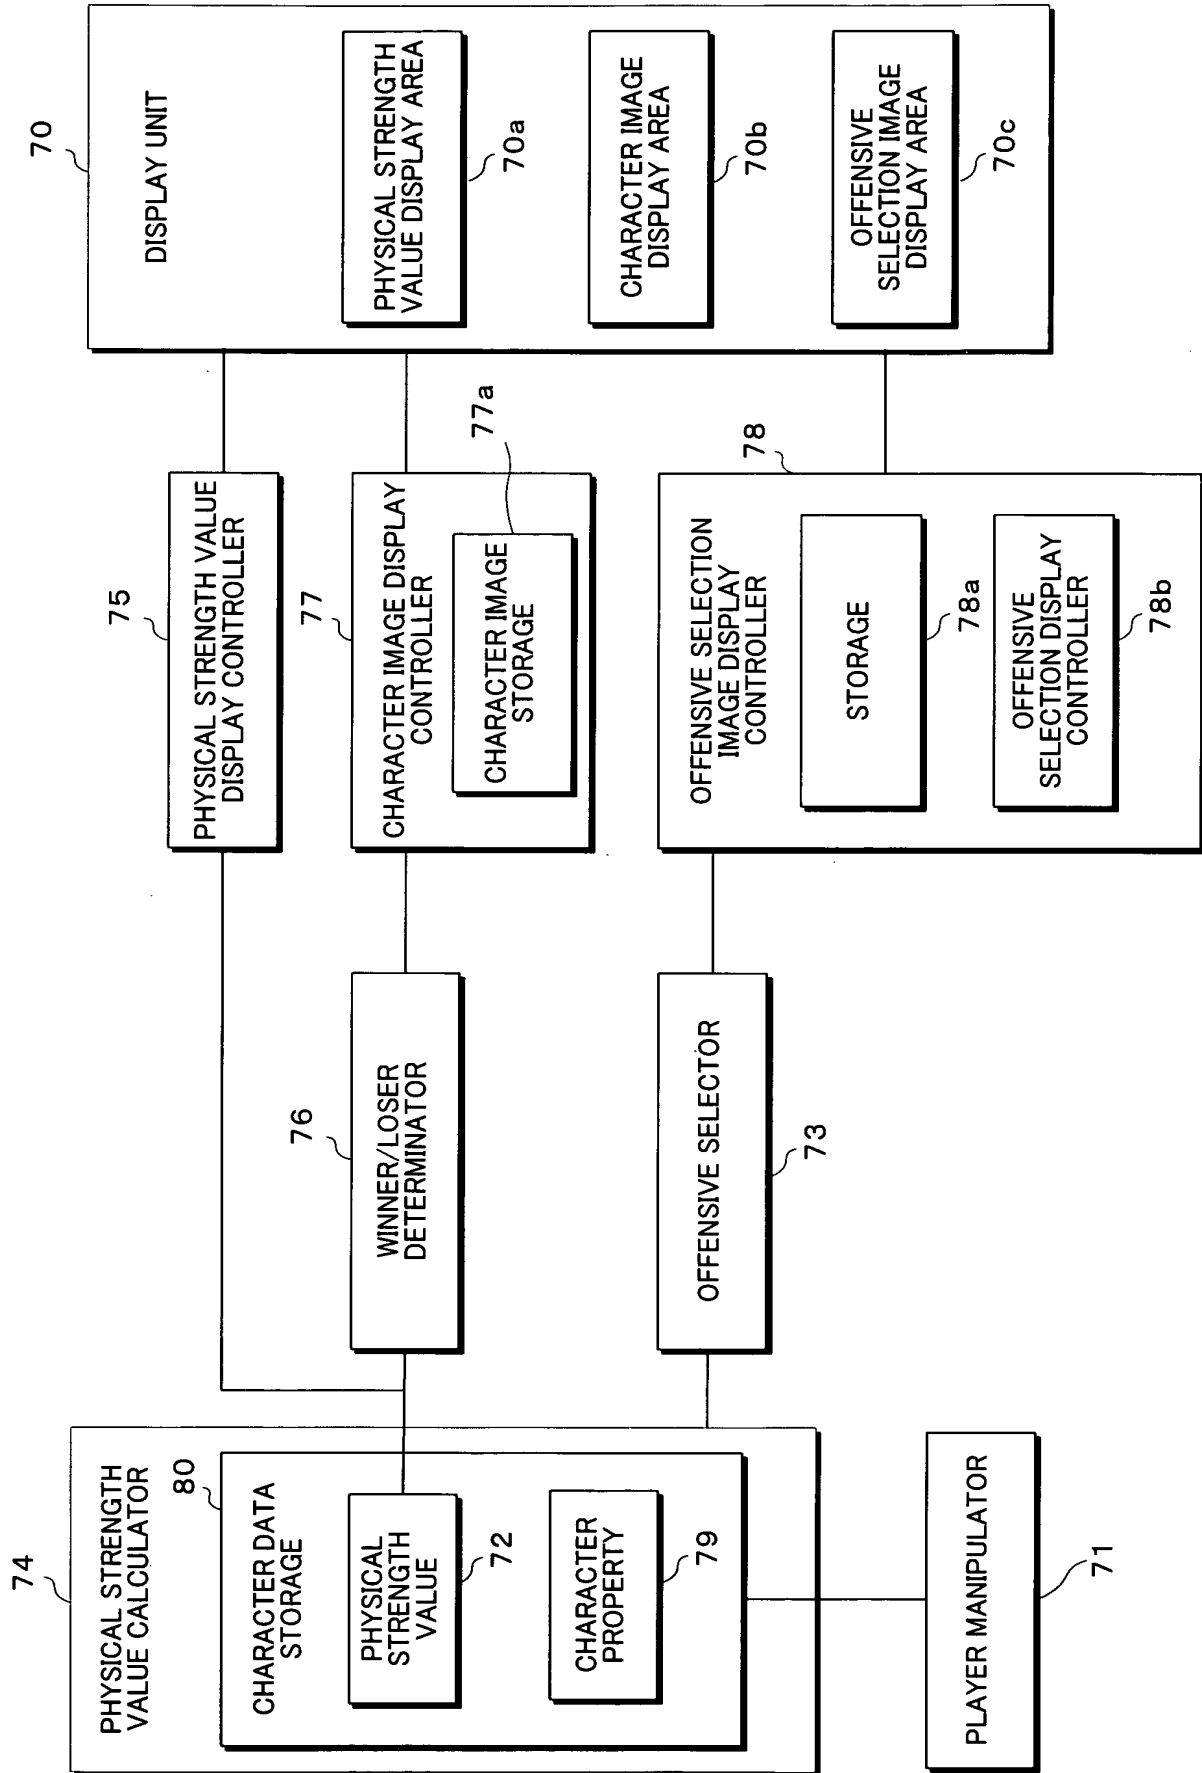 74
PHYSICAL STRENGTH
VALUE CALCULATOR
80
CHARACTER DATA
STORAGE
PHYSICAL
STRENGTH
VALUE
72
CHARACTER
PROPERTY
79
PLAYER MANIPULATOR
71
76
WINNER/LOSER
DETERMINATOR
OFFENSIVE SELECTOR
73
75
PHYSICAL STRENGTH VALUE
DISPLAY CONTROLLER
77
CHARACTER IMAGE DISPLAY
CONTROLLER
77a
CHARACTER IMAGE
STORAGE
78
OFFENSIVE SELECTION
IMAGE DISPLAY
CONTROLLER
STORAGE
78a
OFFENSIVE
SELECTION DISPLAY
CONTROLLER
78b
70
DISPLAY UNIT
PHYSICAL STRENGTH
VALUE DISPLAY AREA
70a
CHARACTER IMAGE
DISPLAY AREA
70b
OFFENSIVE
SELECTION IMAGE
DISPLAY AREA
70c